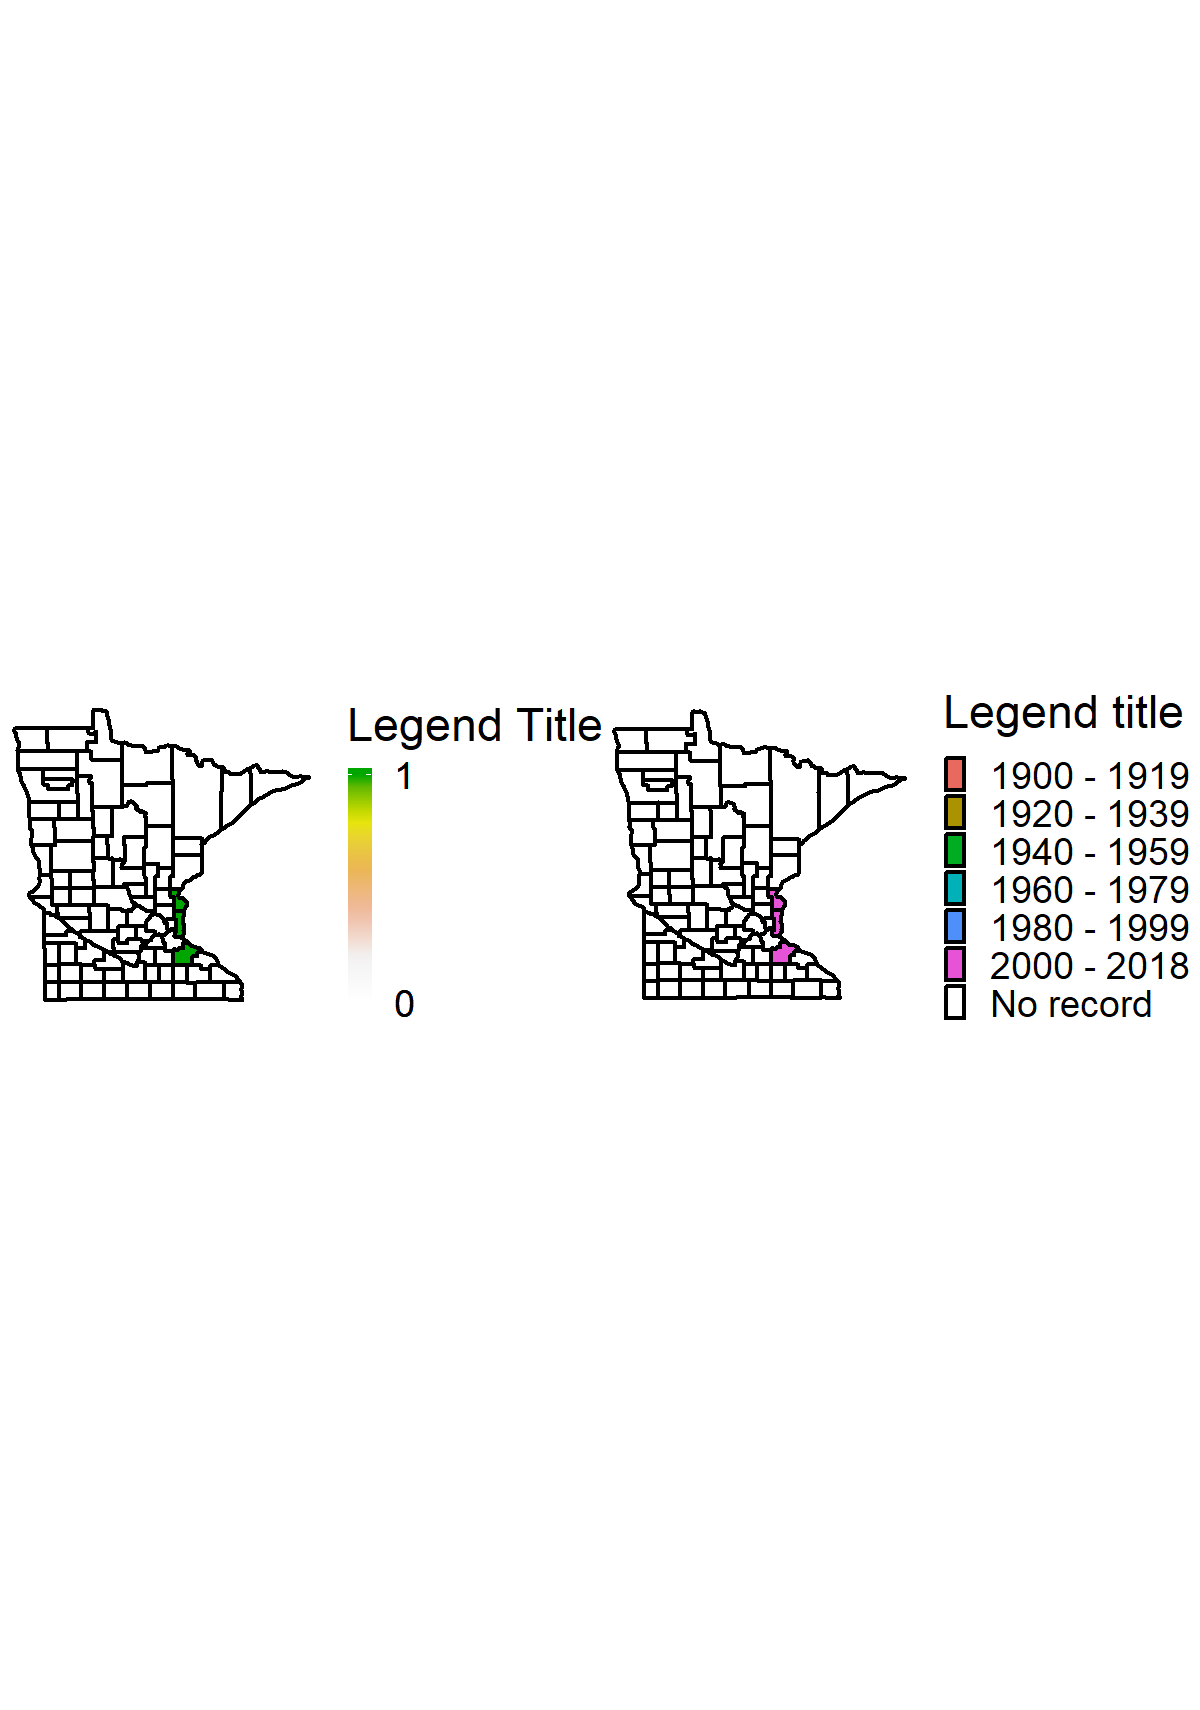 Legend Title
1
0
Legend title
1900 - 1919
1920 - 1939
1940 - 1959
1960 - 1979
1980 - 1999
2000 - 2018
No record